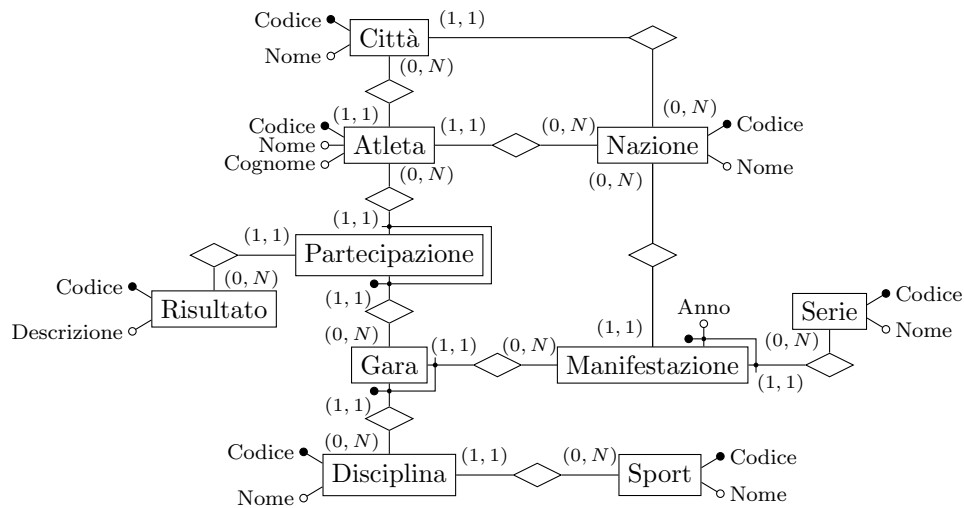 Codice
(1, 1)
Città
Nome
(0, N)
(0, N)
(1, 1)
Codice
(1, 1)
(0, N)
Codice
Nome
Atleta
Nazione
Cognome
Nome
(0, N)
(0, N)
(1, 1)
(1, 1)
Partecipazione
(0, N)
Codice
Risultato
Descrizione
(1, 1)
Anno
Codice
Serie
Nome
(0, N)
(1, 1)
(0, N)
(1, 1)
(0, N)
Gara
Manifestazione
(1, 1)
(1, 1)
(0, N)
(1, 1)
(0, N)
Codice
Disciplina
Nome
Sport
Codice
Nome